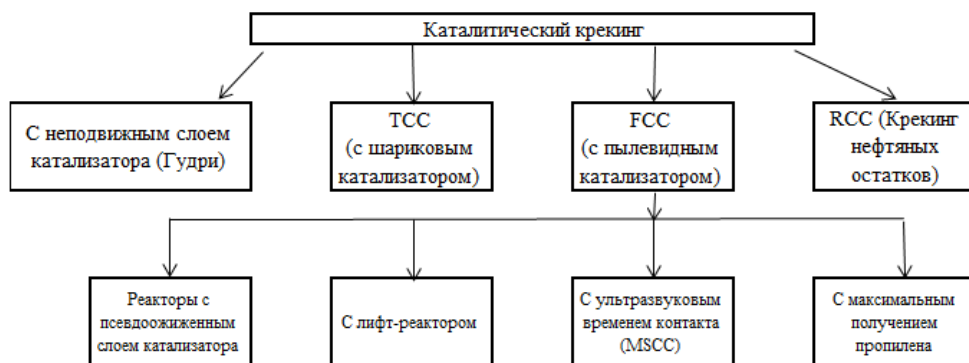 Каталитический крекинг
С неподвижным слоем
катализатора (Гудри)
TCC
(с шариковым
катализатором)
FCC
(с пылевидным
катализатором)
RCC (Крекинг
нефтяных
остатков)
Реакторы с
псевдоожиженным
слоем катализатора
С лифт-реактором
С ультразвуковым
временем контакта
(MSCC)
С максимальным
получением
пропилена